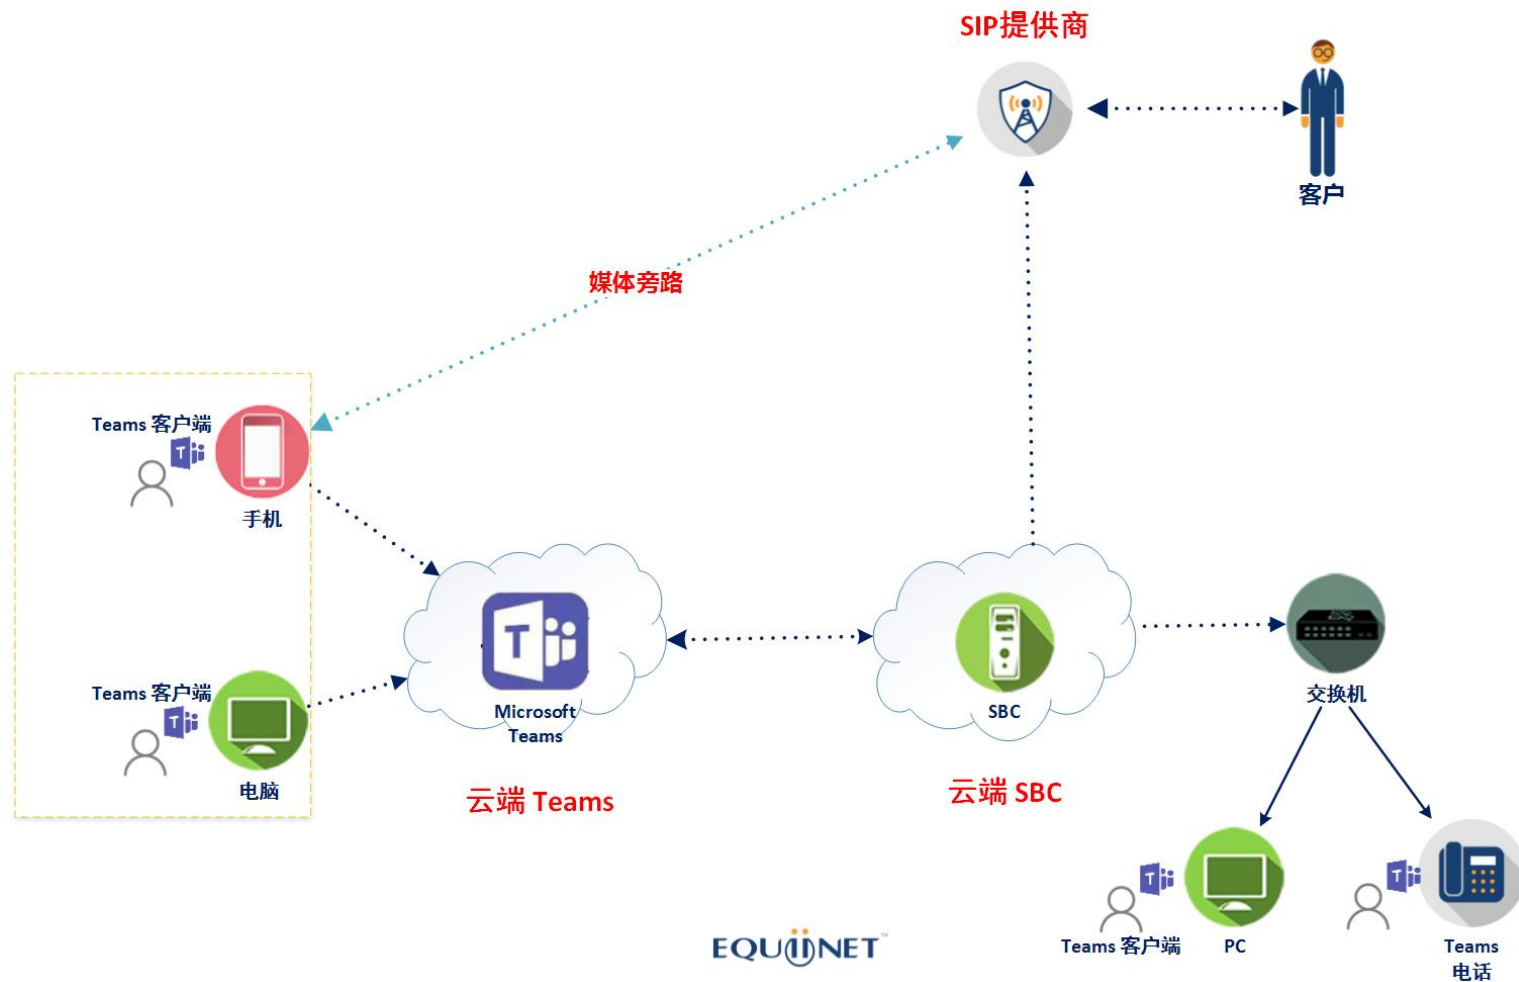 SIP提供商
客户
媒体旁路
Teams 客户端
手机
Teams 客户端
电脑
Microsoft
Teams
云端 Teams
SBC
云端 SBC
交换机
Teams 客户端
PC
Teams
电话
EQUiiNET™